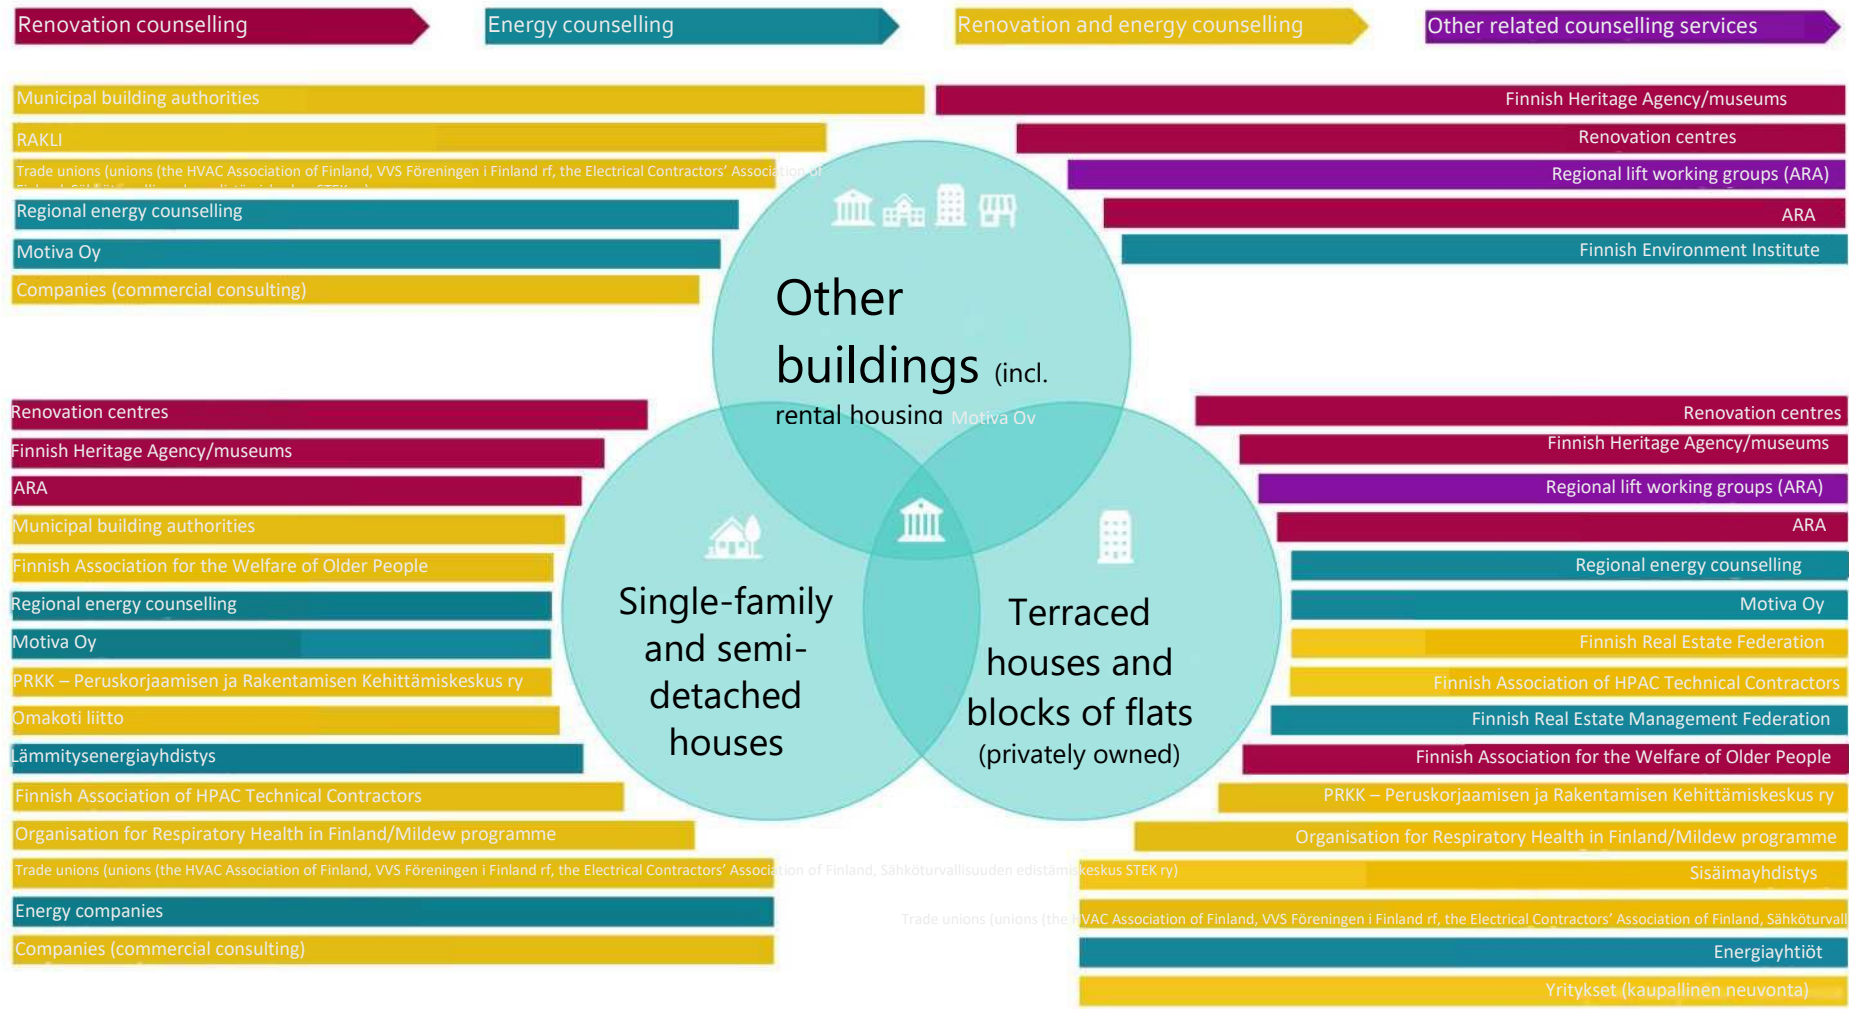 Renovation counselling
Energy counselling
Renovation and energy counselling
Other related counselling services
Municipal building authorities
RAKLI
Trade unions (unions (the HVAC Association of Finland, VVS Föreningen i Finland rf, the Electrical Contractors' Association of
Regional energy counselling
Motiva Oy
Companies (commercial consulting)
Finnish Heritage Agency/museums
Renovation centres
Regional lift working groups (ARA)
ARA
Finnish Environment Institute
Other
buildings (incl.
rental housing Motiva Oy
Renovation centres
Finnish Heritage Agency/museums
ARA
Municipal building authorities
Finnish Association for the Welfare of Older People
Regional energy counselling
Motiva Oy
PRKK – Peruskorjaamisen ja Rakentamisen Kehittämiskeskus ry
Omakoti liitto
Lämmitysenergiayhdistys
Finnish Association of HPAC Technical Contractors
Organisation for Respiratory Health in Finland/Mildew programme
Trade unions (unions (the HVAC Association of Finland, VVS Föreningen i Finland rf, the Electrical Contractors' Association of Finland, Sähköturvallisuuden edistämiskeskus STEK ry)
Energy companies
Companies (commercial consulting)
Single-family
and semi-
detached
houses
Terraced
houses and
blocks of flats
(privately owned)
Renovation centres
Finnish Heritage Agency/museums
Regional lift working groups (ARA)
ARA
Regional energy counselling
Motiva Oy
Finnish Real Estate Federation
Finnish Association of HPAC Technical Contractors
Finnish Real Estate Management Federation
Finnish Association for the Welfare of Older People
PRKK – Peruskorjaamisen ja Rakentamisen Kehittämiskeskus ry
Organisation for Respiratory Health in Finland/Mildew programme
Sisäimayhdistys
Trade unions (unions (the HVAC Association of Finland, VVS Föreningen i Finland rf, the Electrical Contractors' Association of Finland, Sähköturvall
Energiayhtiöt
Yritykset (kaupallinen neuvonta)